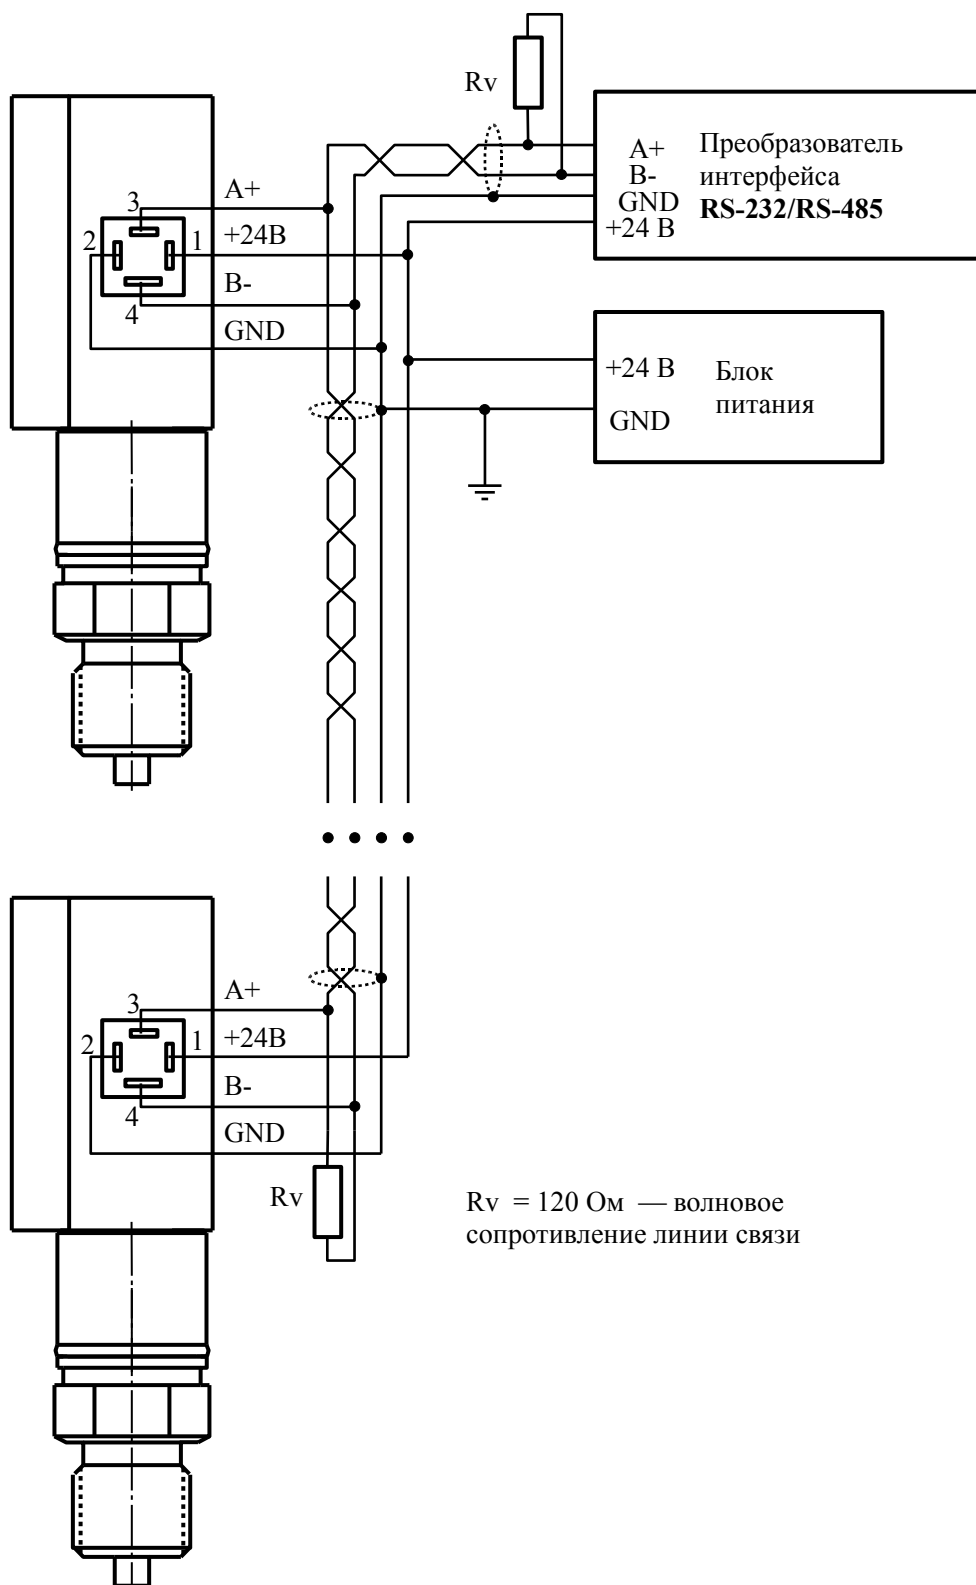 Rv
A+
B-
GND
+24 В
Преобразователь
интерфейса
RS-232/RS-485
3
2
1
4
A+
+24В
B-
GND
+24 В
GND
Блок
питания
3
2
1
4
A+
+24В
B-
GND
Rv
Rv = 120 Ом — волновое
сопротивление линии связи